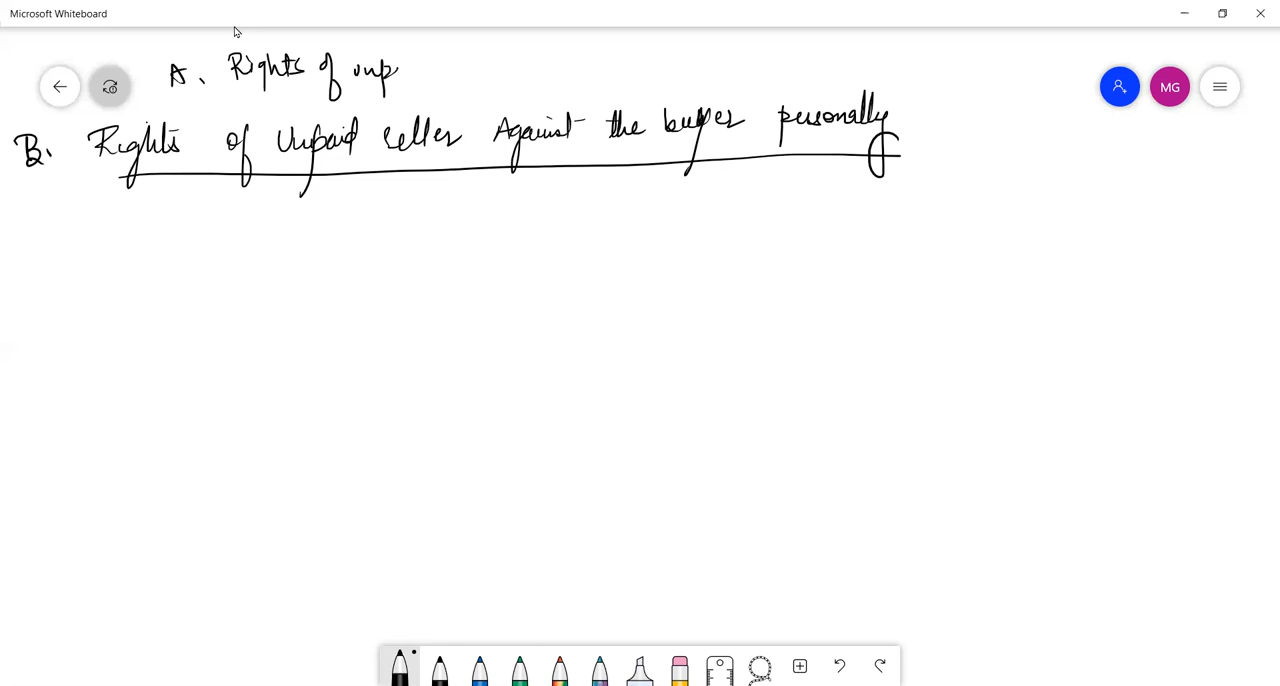 Microsoft Whiteboard
A. Rights of unp
MG
B. Rights of Unpaid seller Against the buyer personally